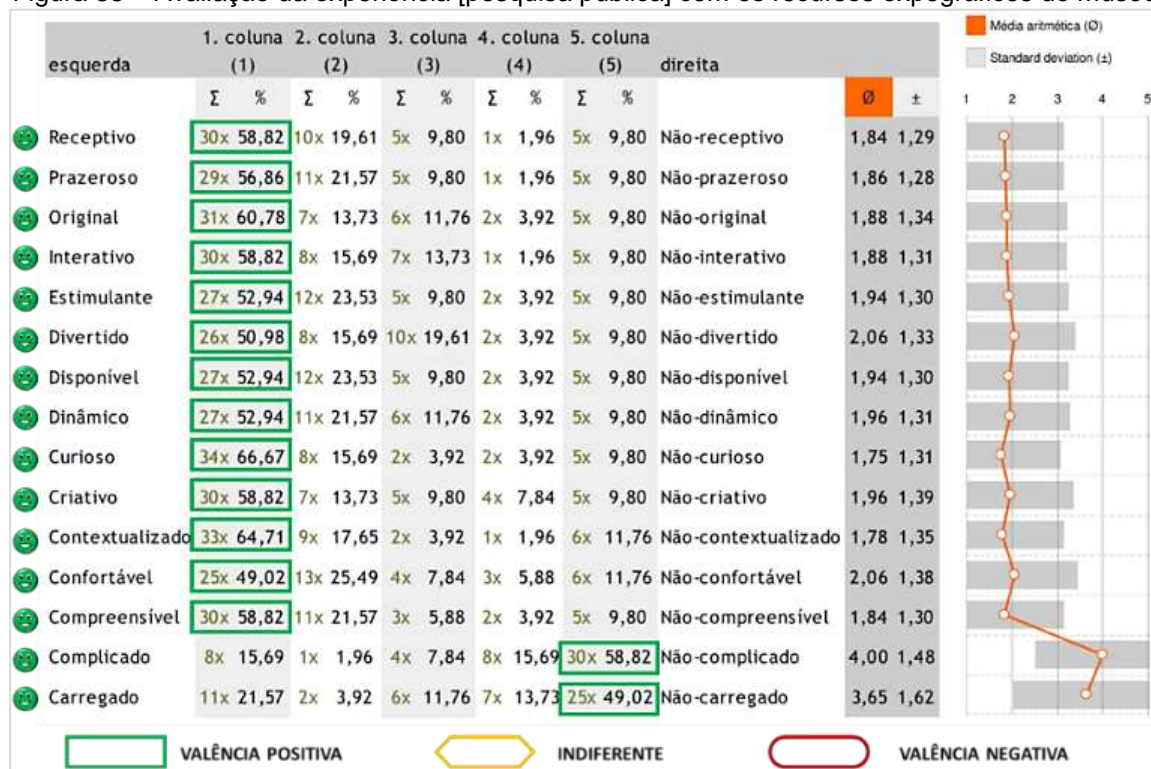 Figura 53 – Avaliação da experiência [pesquisa pública] com os recursos expográficos do museu
Média aritmética (Ø)
Standard deviation (±)
1. coluna 2. coluna 3. coluna 4. coluna 5. coluna
esquerda (1) (2) (3) (4) (5) direita
Σ % Σ % Σ % Σ % Σ % Ø ± 1 2 3 4 5
Receptivo 30x 58,82 10x 19,61 5x 9,80 1x 1,96 5x 9,80 Não-receptivo 1,84 1,29
Prazeroso 29x 56,86 11x 21,57 5x 9,80 1x 1,96 5x 9,80 Não-prazeroso 1,86 1,28
Original 31x 60,78 7x 13,73 6x 11,76 2x 3,92 5x 9,80 Não-original 1,88 1,34
Interativo 30x 58,82 8x 15,69 7x 13,73 1x 1,96 5x 9,80 Não-interativo 1,88 1,31
Estimulante 27x 52,94 12x 23,53 5x 9,80 2x 3,92 5x 9,80 Não-estimulante 1,94 1,30
Divertido 26x 50,98 8x 15,69 10x 19,61 2x 3,92 5x 9,80 Não-divertido 2,06 1,33
Disponível 27x 52,94 12x 23,53 5x 9,80 2x 3,92 5x 9,80 Não-disponível 1,94 1,30
Dinâmico 27x 52,94 11x 21,57 6x 11,76 2x 3,92 5x 9,80 Não-dinâmico 1,96 1,31
Curioso 34x 66,67 8x 15,69 2x 3,92 2x 3,92 5x 9,80 Não-curioso 1,75 1,31
Criativo 30x 58,82 7x 13,73 5x 9,80 4x 7,84 5x 9,80 Não-criativo 1,96 1,39
Contextualizado 33x 64,71 9x 17,65 2x 3,92 1x 1,96 6x 11,76 Não-contextualizado 1,78 1,35
Confortável 25x 49,02 13x 25,49 4x 7,84 3x 5,88 6x 11,76 Não-confortável 2,06 1,38
Compreensível 30x 58,82 11x 21,57 3x 5,88 2x 3,92 5x 9,80 Não-compreensível 1,84 1,30
Complicado 8x 15,69 1x 1,96 4x 7,84 8x 15,69 30x 58,82 Não-complicado 4,00 1,48
Carregado 11x 21,57 2x 3,92 6x 11,76 7x 13,73 25x 49,02 Não-carregado 3,65 1,62
VALÊNCIA POSITIVA INDIFERENTE VALÊNCIA NEGATIVA